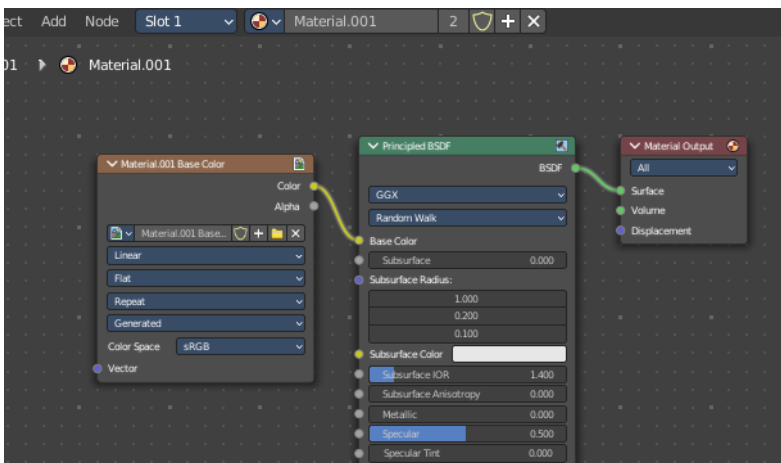 ect Add Node Slot 1 Material.001 2
01 Material.001
Material.001 Base Color
Color
Alpha
Material.001 Base...
Linear
Flat
Repeat
Generated
Color Space sRGB
Vector
Principled BSDF
BSDF
GGX
Random Walk
Base Color
Subsurface 0.000
Subsurface Radius:
1.000
0.200
0.100
Subsurface Color
Subsurface IOR 1.400
Subsurface Anisotropy 0.000
Metallic 0.000
Specular 0.500
Specular Tint 0.000
Material Output
All
Surface
Volume
Displacement